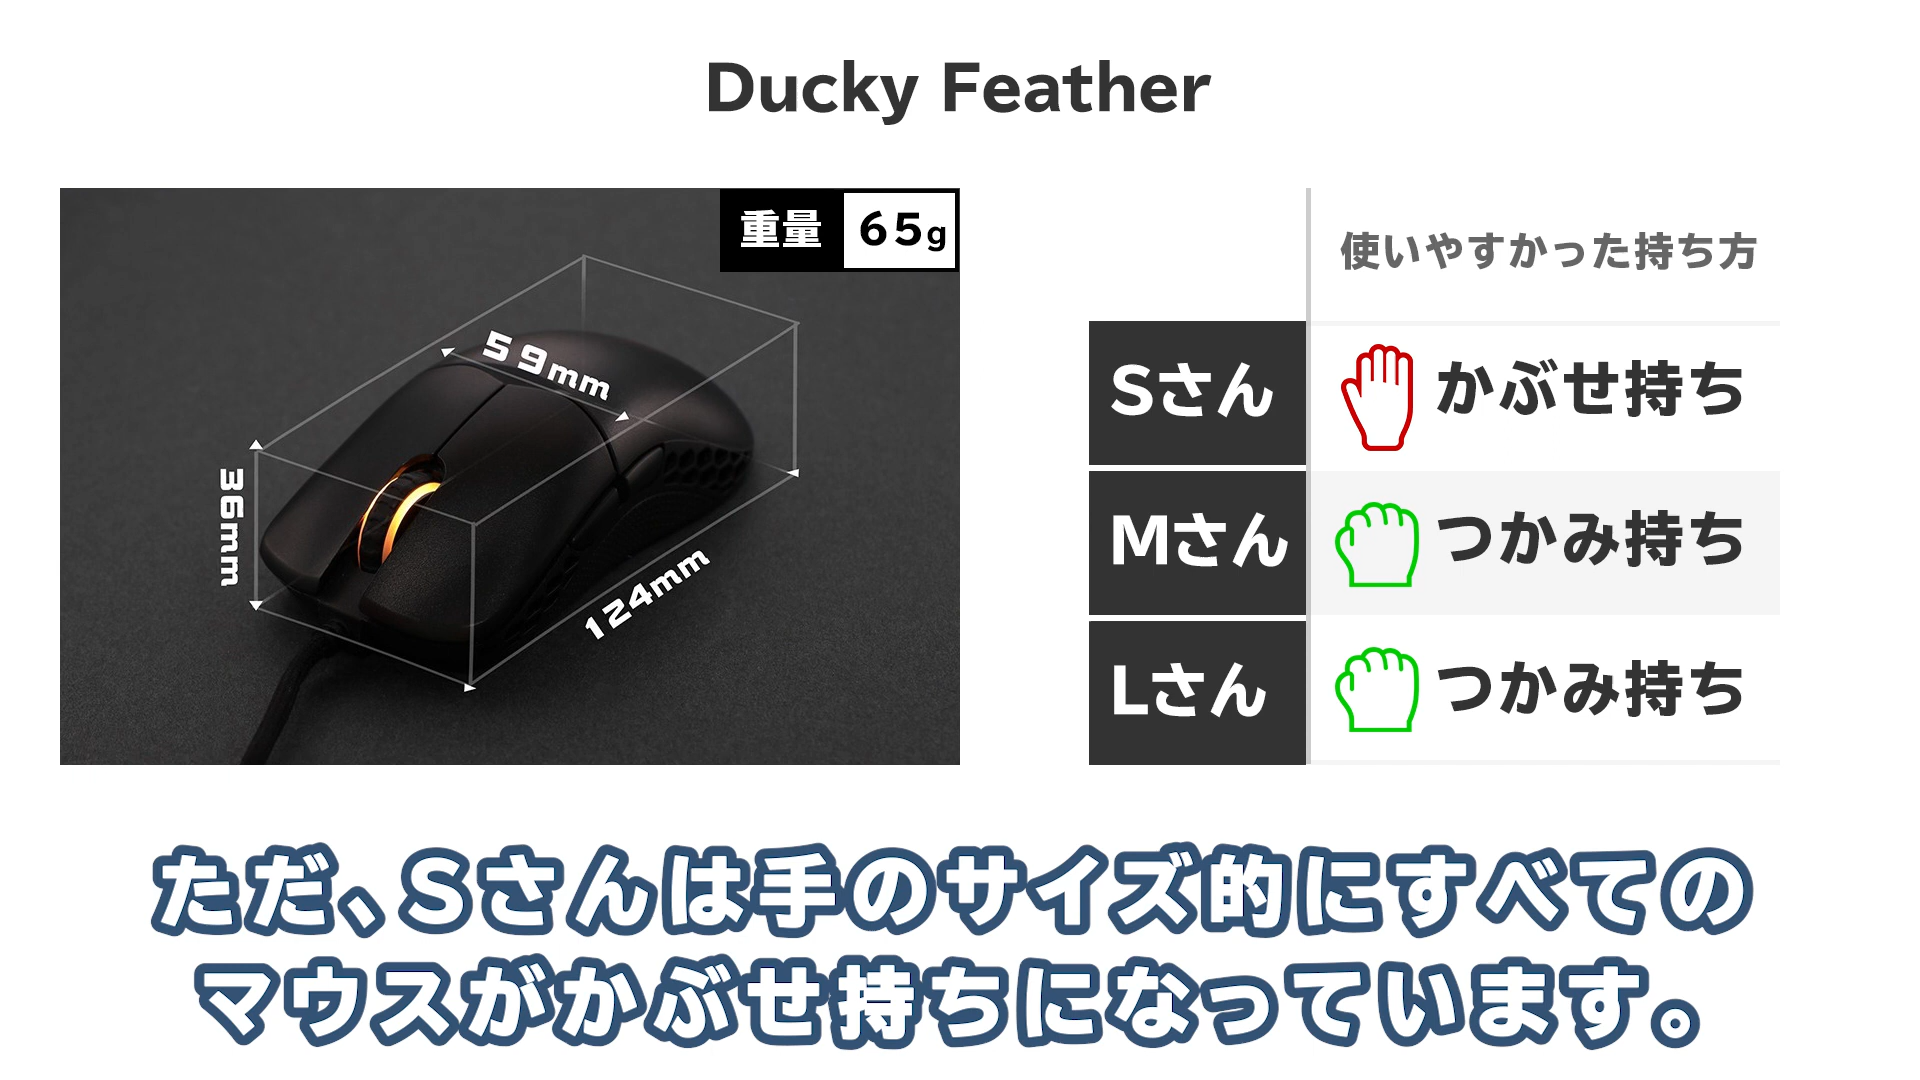 Ducky Feather
重量 65g
59mm
36mm
124mm
使いやすかった持ち方
Sさん かぶせ持ち
Mさん つかみ持ち
Lさん つかみ持ち
ただ、Sさんは手のサイズ的にすべての
マウスがかぶせ持ちになっています。